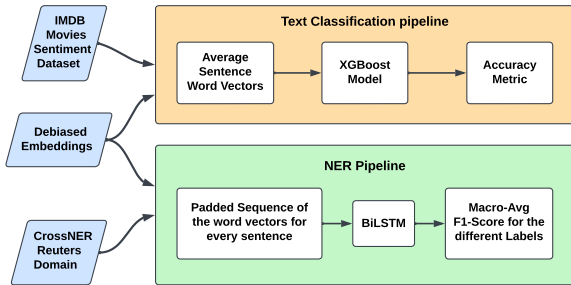 IMDB
Movies
Sentiment
Dataset
Debiased
Embeddings
CrossNER
Reuters
Domain
Text Classification pipeline
Average
Sentence
Word Vectors
XGBoost
Model
Accuracy
Metric
NER Pipeline
Padded Sequence of
the word vectors for
every sentence
BiLSTM
Macro-Avg
F1-Score for the
different Labels